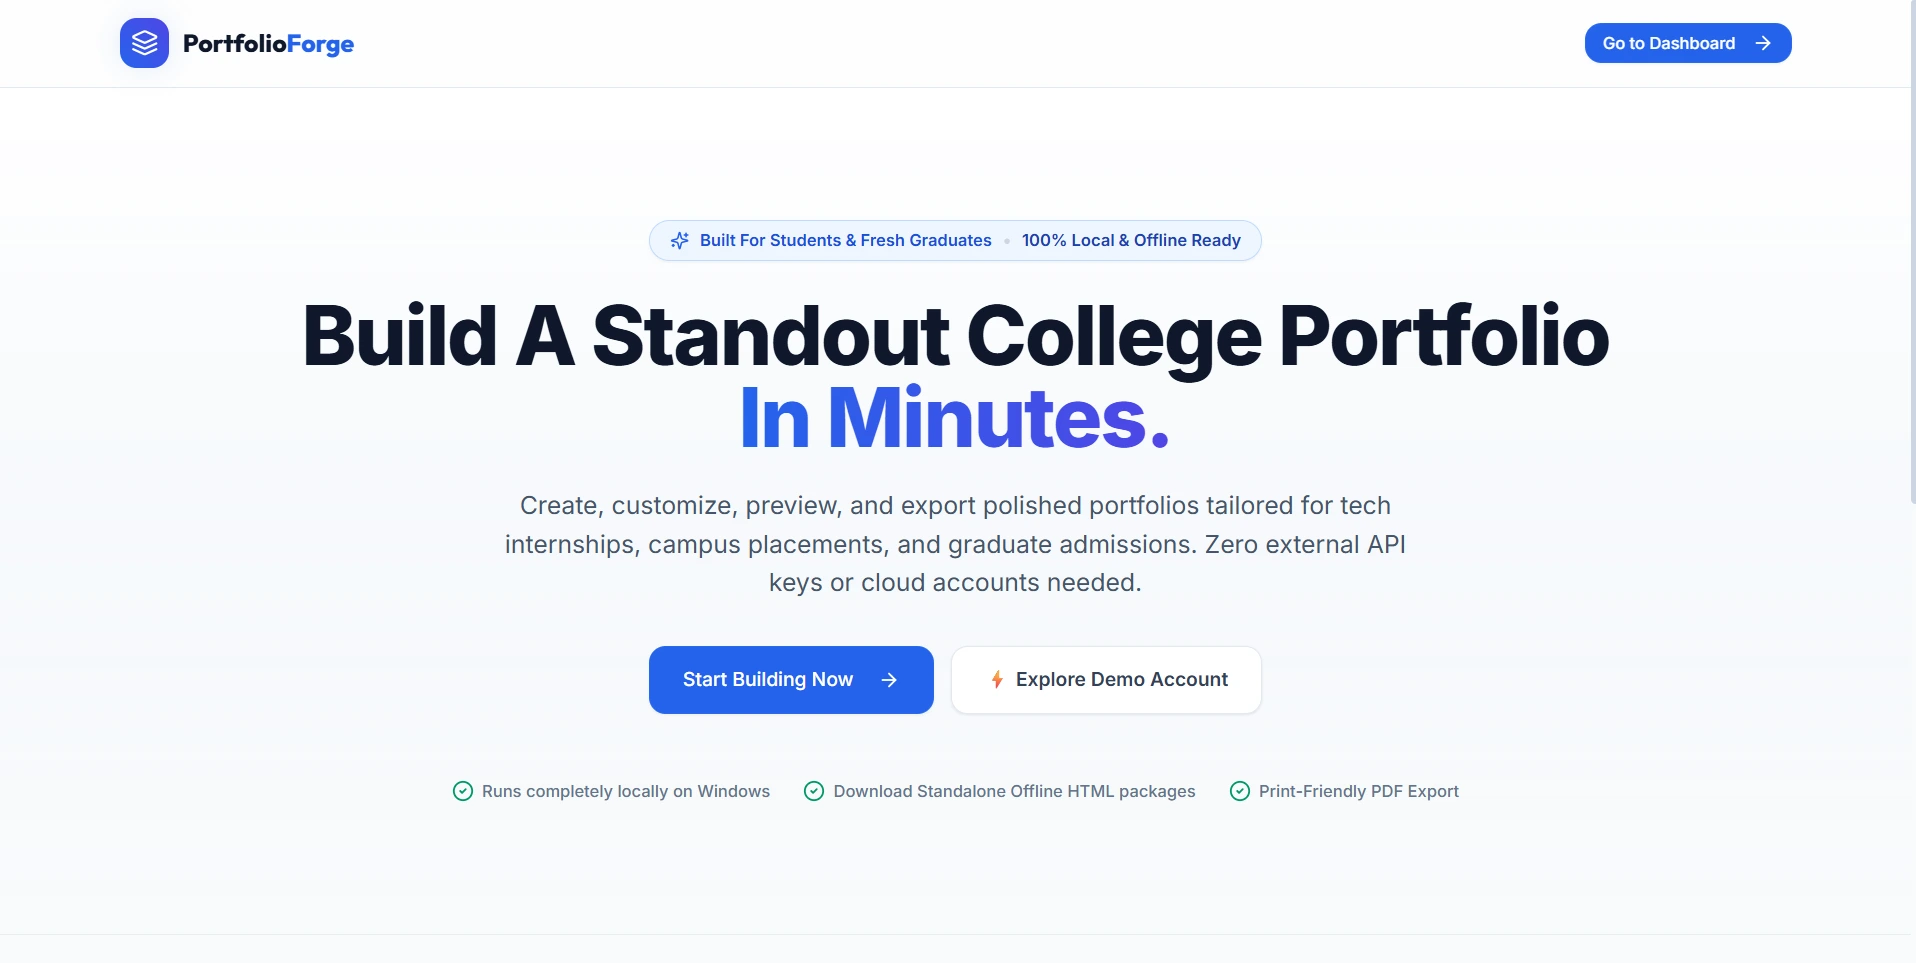 PortfolioForge
Go to Dashboard
Built For Students & Fresh Graduates • 100% Local & Offline Ready
Build A Standout College Portfolio
In Minutes.
Create, customize, preview, and export polished portfolios tailored for tech
internships, campus placements, and graduate admissions. Zero external API
keys or cloud accounts needed.
Start Building Now
Explore Demo Account
Runs completely locally on Windows
Download Standalone Offline HTML packages
Print-Friendly PDF Export